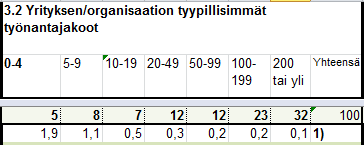 3.2 Yrityksen/organisaation tyypillisimmät
työnantajakoot
0-4 5-9 10-19 20-49 50-99 100-199 200 tai yli Yhteensä
5 8 7 12 12 23 32 100
1,9 1,1 0,5 0,3 0,2 0,2 0,1 1)